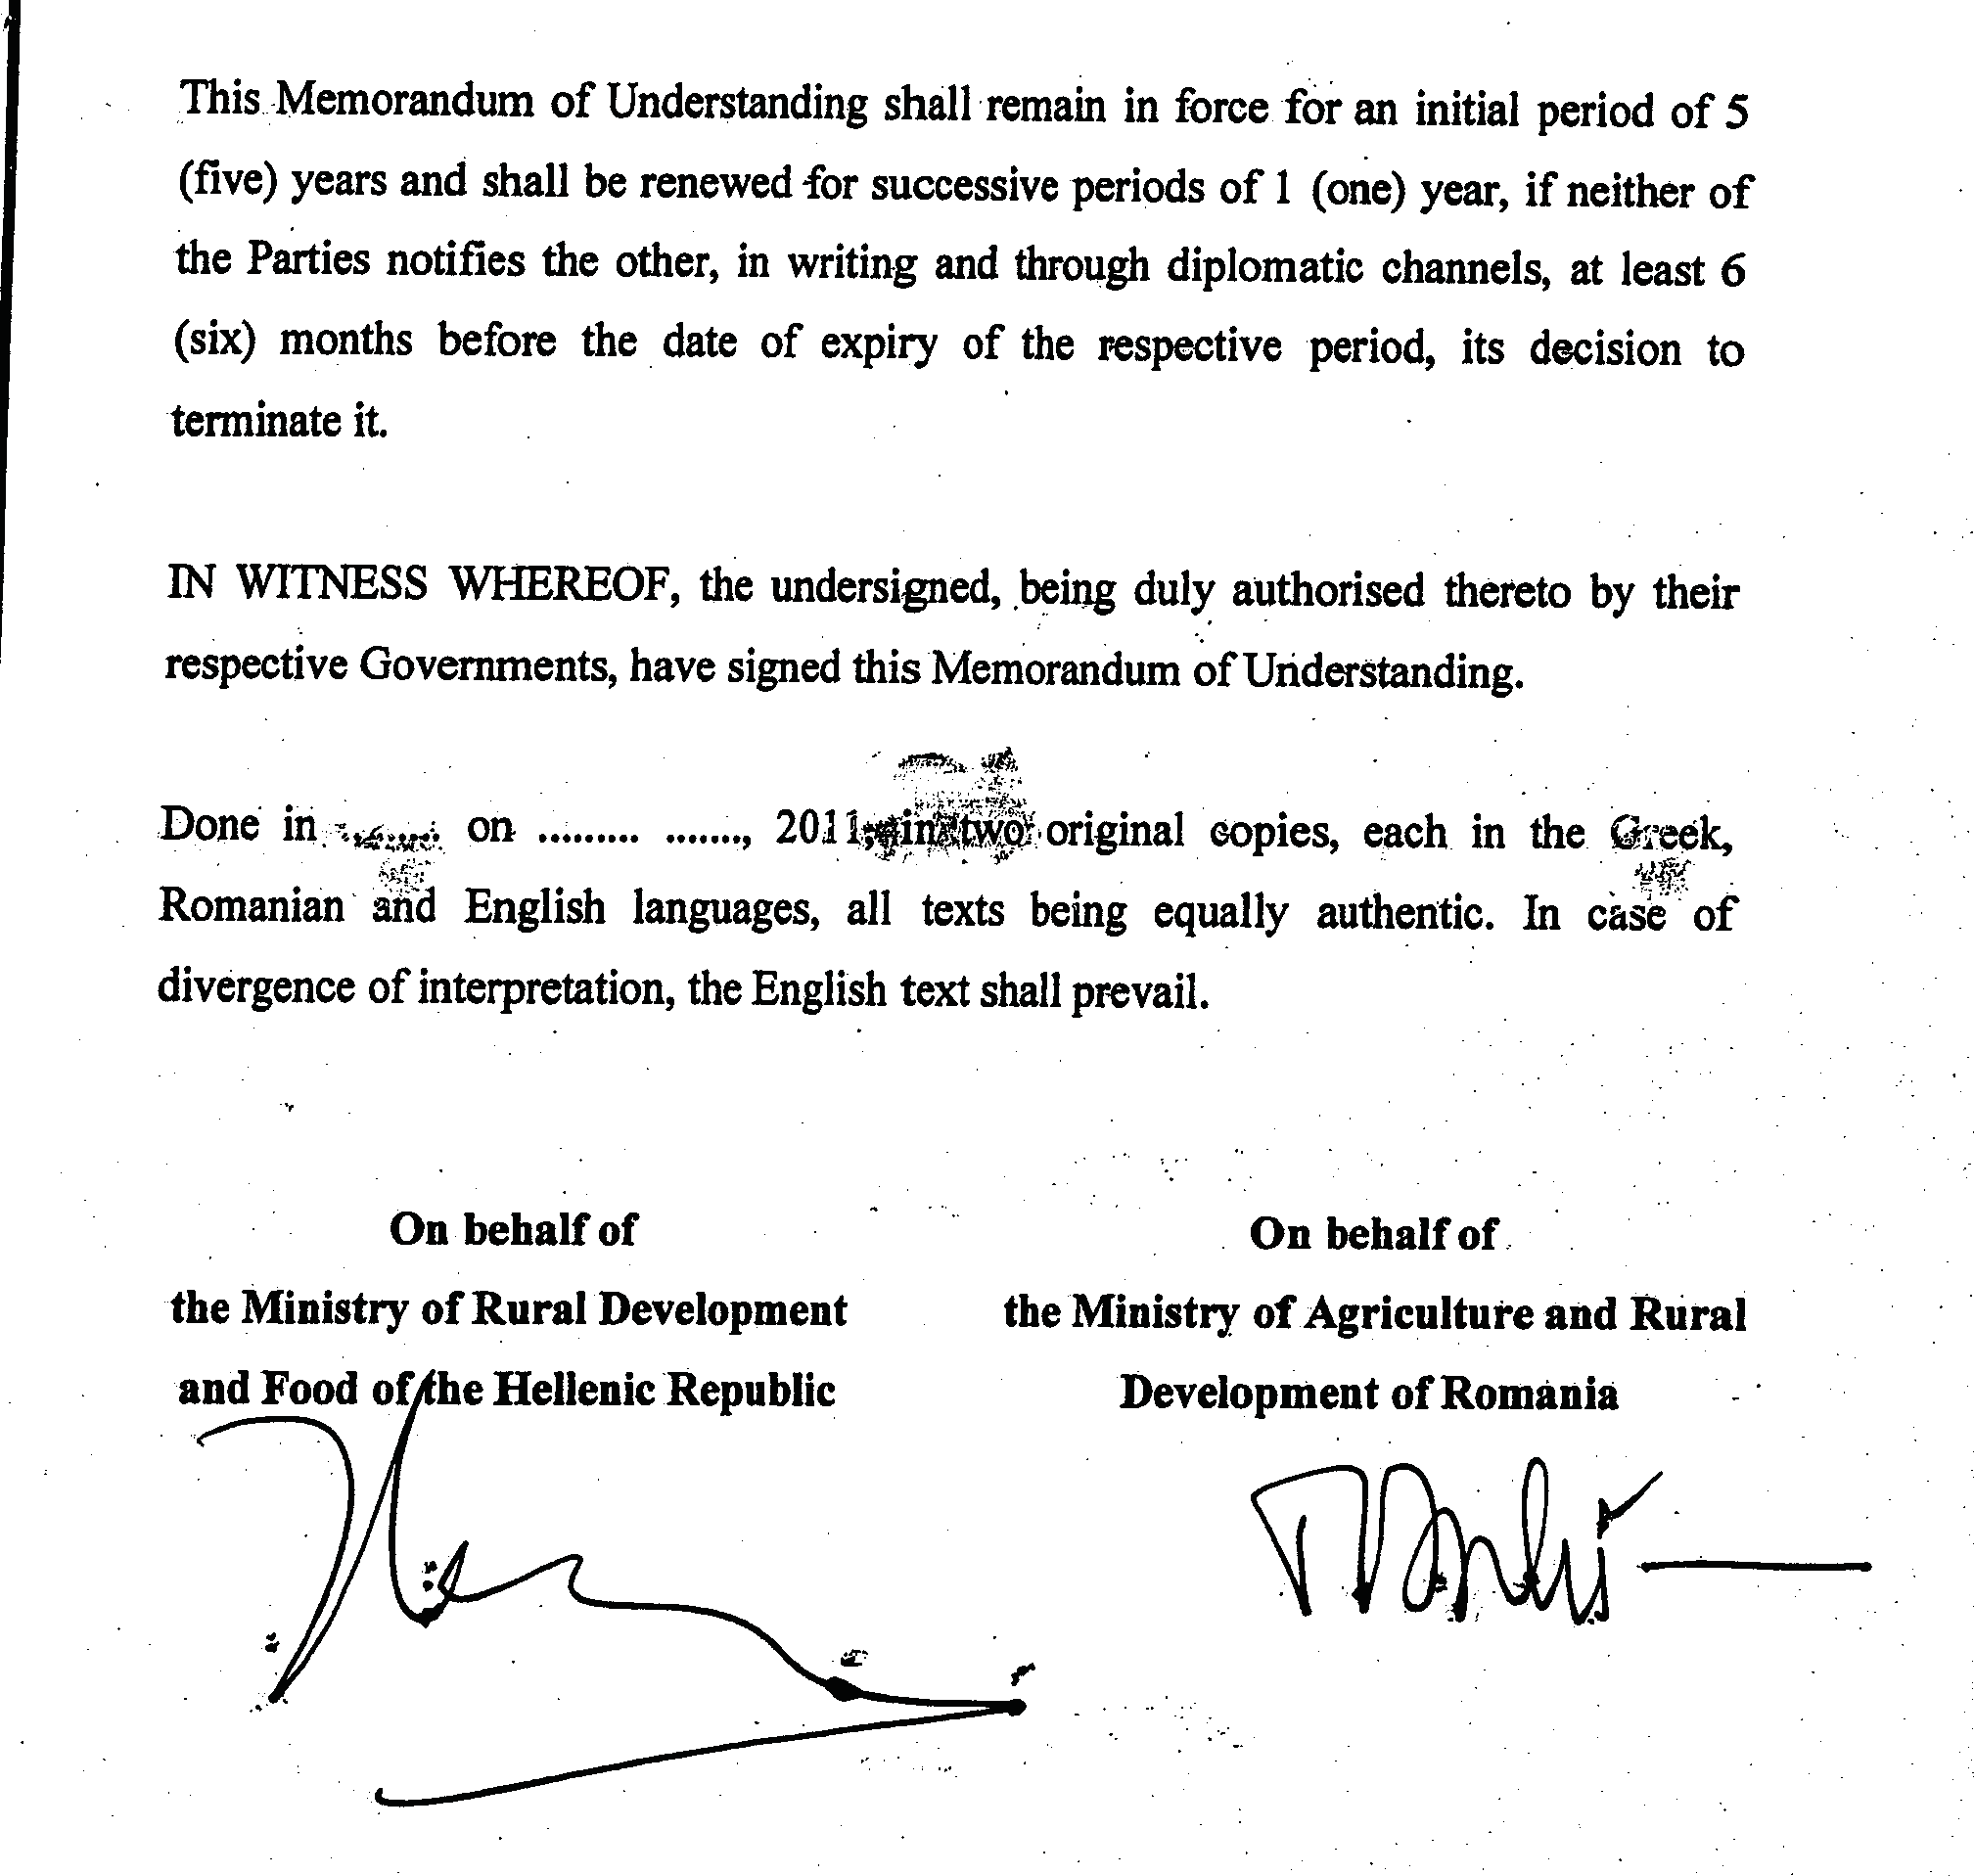 This Memorandum of Understanding shall remain in force for an initial period of 5
(five) years and shall be renewed for successive periods of 1 (one) year, if neither of
the Parties notifies the other, in writing and through diplomatic channels, at least 6
(six) months before the date of expiry of the respective period, its decision to
terminate it.
IN WITNESS WHEREOF, the undersigned, being duly authorised thereto by their
respective Governments, have signed this Memorandum of Understanding.
Done in ......... on ......... ......., 2011, in two original copies, each in the Greek,
Romanian and English languages, all texts being equally authentic. In case of
divergence of interpretation, the English text shall prevail.
On behalf of
the Ministry of Rural Development
and Food of the Hellenic Republic
On behalf of
the Ministry of Agriculture and Rural
Development of Romania